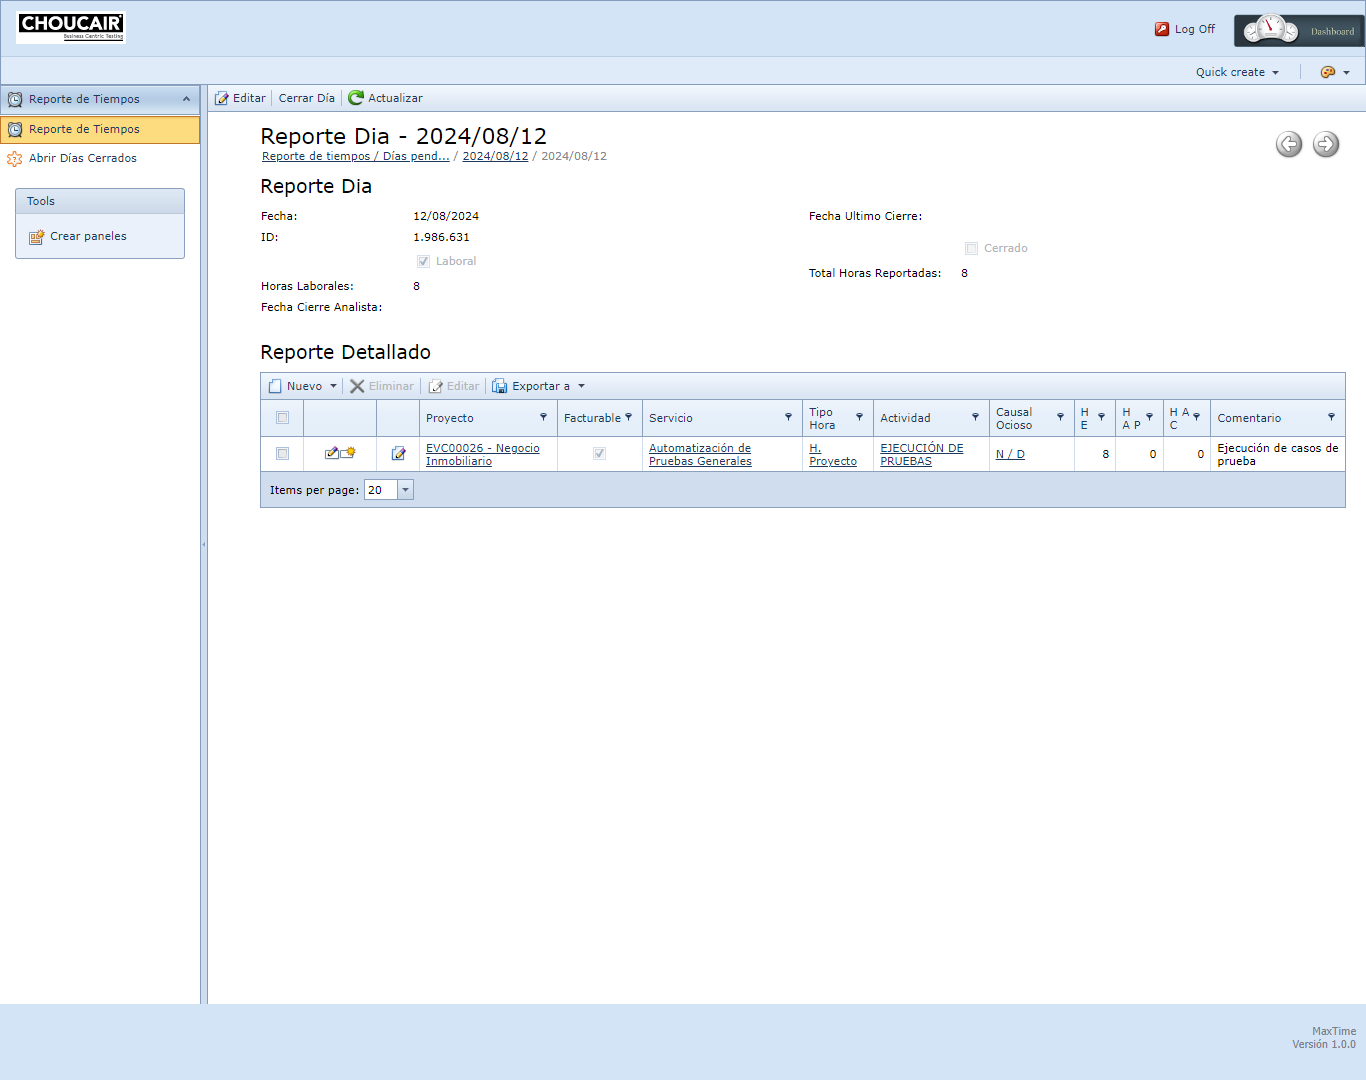 CHOUCAIR
Business Centric Testing
Log Off
Dashboard
Quick create
Reporte de Tiempos
Reporte de Tiempos
Abrir Días Cerrados
Tools
Crear paneles
Editar
Cerrar Día
Actualizar
Reporte Dia - 2024/08/12
Reporte de tiempos / Días pend... / 2024/08/12 / 2024/08/12
Reporte Dia
Fecha: 12/08/2024
Fecha Ultimo Cierre:
ID: 1.986.631
Cerrado
Laboral
Total Horas Reportadas: 8
Horas Laborales: 8
Fecha Cierre Analista:
Reporte Detallado
Nuevo
Eliminar
Editar
Exportar a
Proyecto
Facturable
Servicio
Tipo
Hora
Actividad
Causal
Ocioso
H
E
H
A P
H A
C
Comentario
EVC00026 - Negocio
Inmobiliario
Automatización de
Pruebas Generales
H.
Proyecto
EJECUCIÓN DE
PRUEBAS
N / D
8
0
0
Ejecución de casos de
prueba
Items per page: 20
MaxTime
Versión 1.0.0